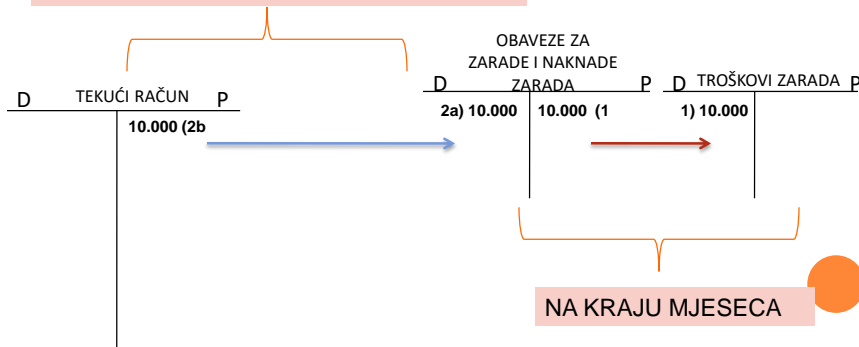 OBAVEZE ZA
ZARADE I NAKNADE
ZARADA
D TEKUĆI RAČUN P
D P
D TROŠKOVI ZARADA P
10.000 (2b
2a) 10.000 10.000 (1
1) 10.000
NA KRAJU MJESECA